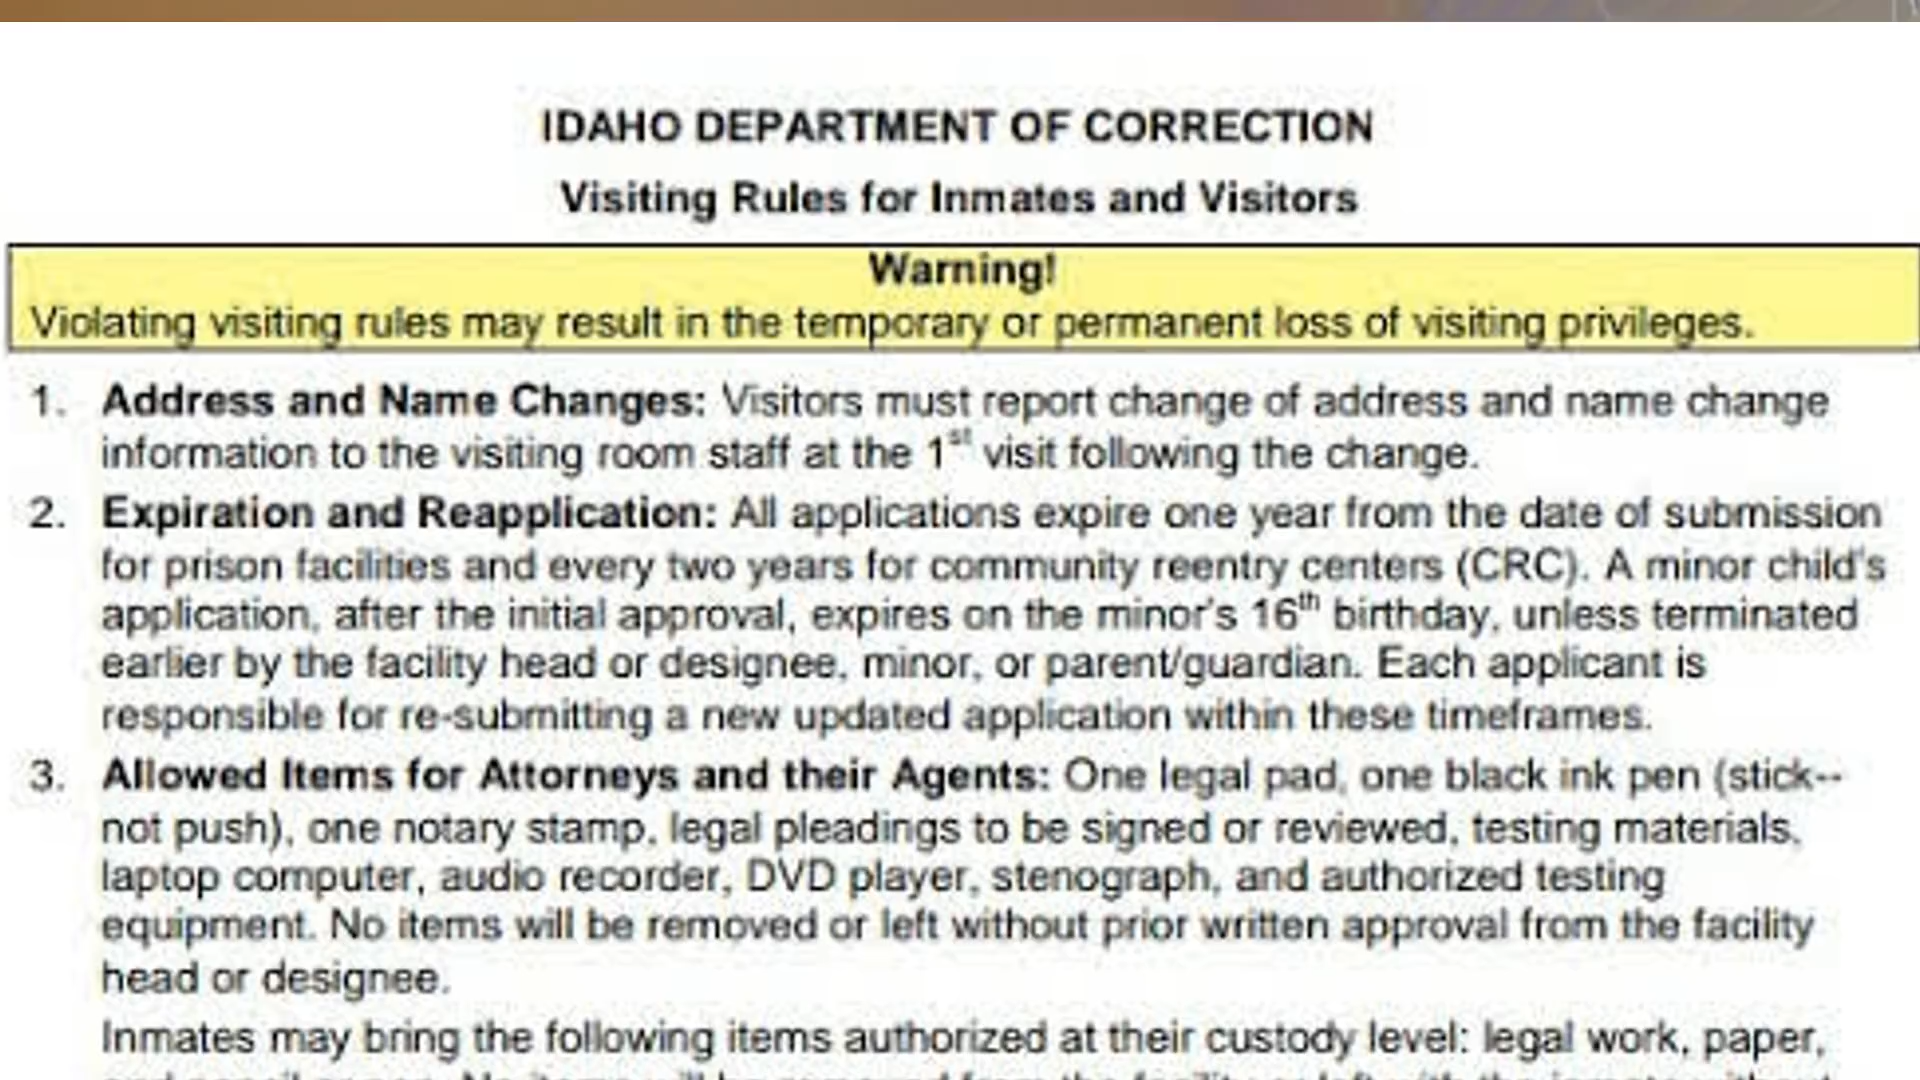 IDAHO DEPARTMENT OF CORRECTION
Visiting Rules for Inmates and Visitors
Warning!
Violating visiting rules may result in the temporary or permanent loss of visiting privileges.
1. Address and Name Changes: Visitors must report change of address and name change
information to the visiting room staff at the 1st visit following the change.
2. Expiration and Reapplication: All applications expire one year from the date of submission
for prison facilities and every two years for community reentry centers (CRC). A minor child's
application, after the initial approval, expires on the minor's 16th birthday, unless terminated
earlier by the facility head or designee, minor, or parent/guardian. Each applicant is
responsible for re-submitting a new updated application within these timeframes.
3. Allowed Items for Attorneys and their Agents: One legal pad, one black ink pen (stick--
not push), one notary stamp, legal pleadings to be signed or reviewed, testing materials,
laptop computer, audio recorder, DVD player, stenograph, and authorized testing
equipment. No items will be removed or left without prior written approval from the facility
head or designee.
Inmates may bring the following items authorized at their custody level: legal work, paper,